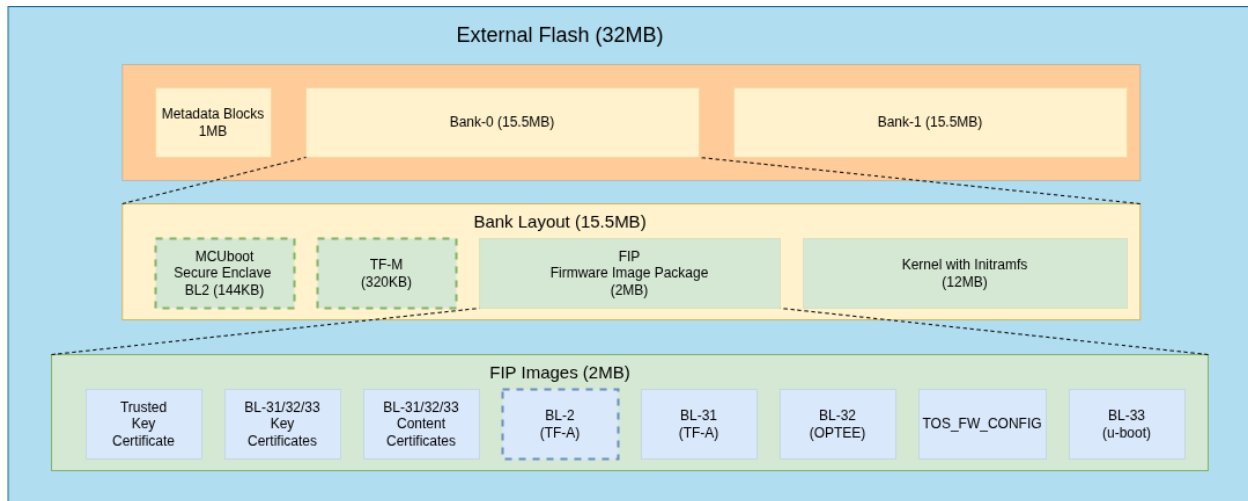 External Flash (32MB)
Metadata Blocks
1MB
Bank-0 (15.5MB)
Bank-1 (15.5MB)
Bank Layout (15.5MB)
MCUboot
Secure Enclave
BL2 (144KB)
TF-M
(320KB)
FIP
Firmware Image Package
(2MB)
Kernel with Initramfs
(12MB)
FIP Images (2MB)
Trusted
Key
Certificate
BL-31/32/33
Key
Certificates
BL-31/32/33
Content
Certificates
BL-2
(TF-A)
BL-31
(TF-A)
BL-32
(OPTEE)
TOS_FW_CONFIG
BL-33
(u-boot)